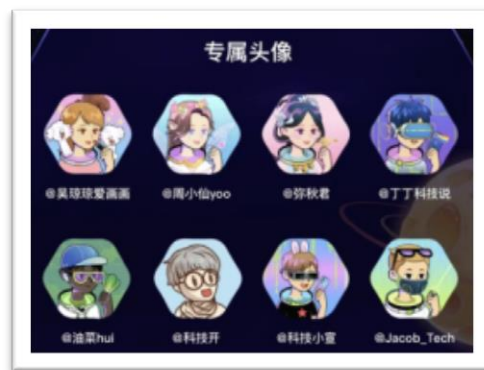 专属头像
@吴琼琼爱画画 @周小仙yoo @弥秋君 @丁丁科技说
@油菜hui @科技开 @科技小宣 @Jacob_Tech